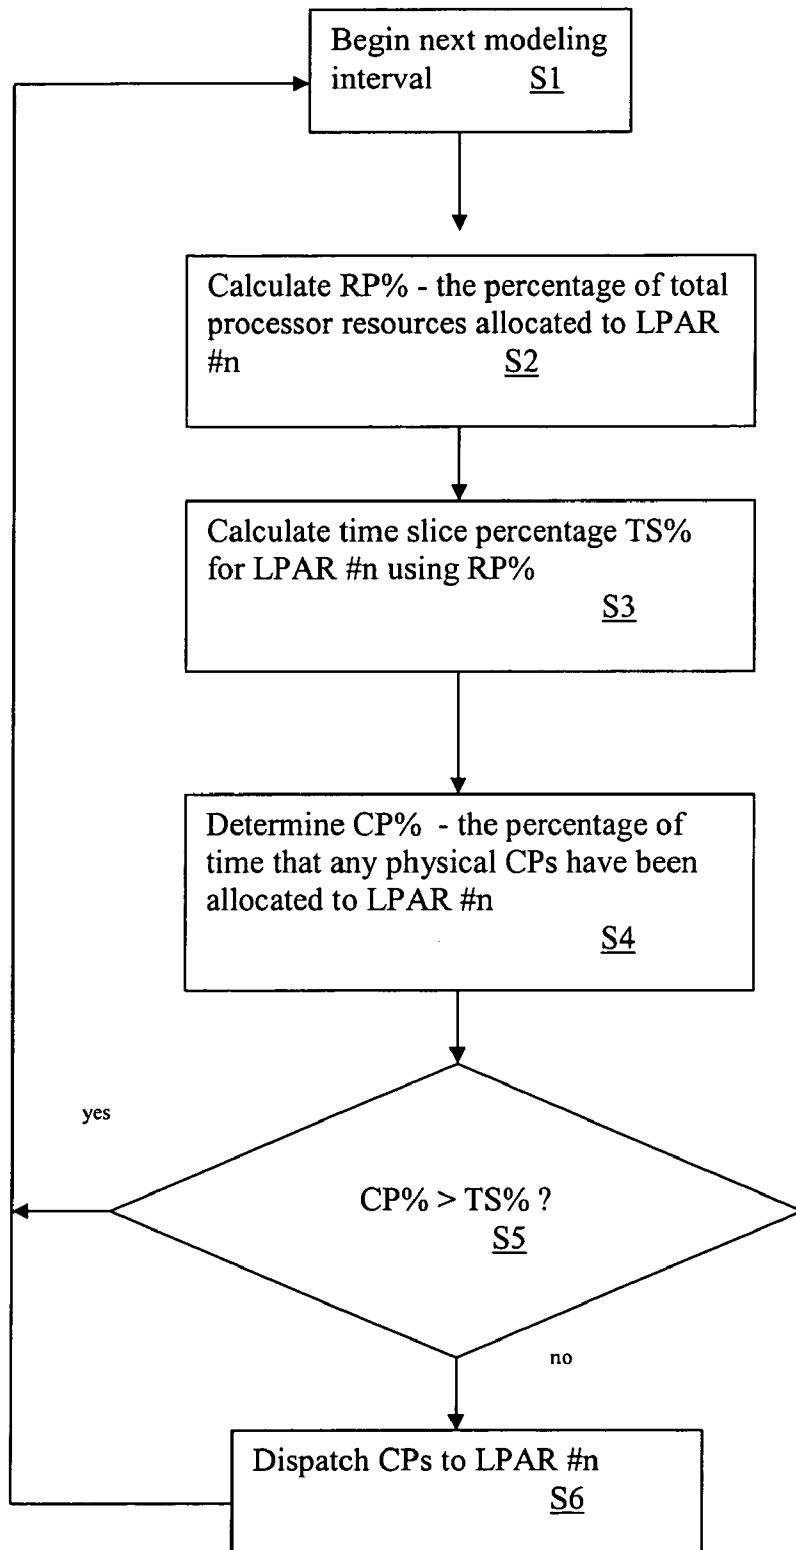 Begin next modeling
interval S1
Calculate RP% - the percentage of total
processor resources allocated to LPAR
#n S2
Calculate time slice percentage TS%
for LPAR #n using RP%
S3
Determine CP% - the percentage of
time that any physical CPs have been
allocated to LPAR #n
S4
yes
CP% > TS% ?
S5
no
Dispatch CPs to LPAR #n
S6